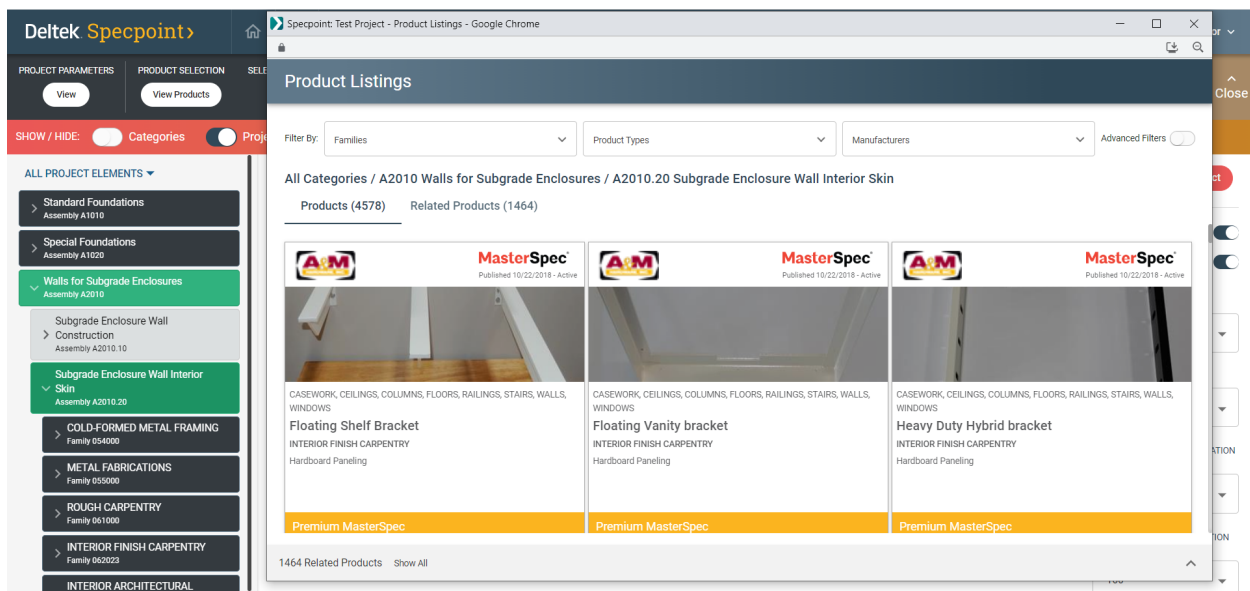 Deltek Specpoint
Specpoint: Test Project - Product Listings - Google Chrome
PROJECT PARAMETERS
PRODUCT SELECTION
SELE
View
View Products
Close
SHOW / HIDE:
Categories
Proje
Product Listings
Filter By:
Families
Product Types
Manufacturers
Advanced Filters
ALL PROJECT ELEMENTS
Standard Foundations
Assembly A1010
Special Foundations
Assembly A1020
Walls for Subgrade Enclosures
Assembly A2010
Subgrade Enclosure Wall
Construction
Assembly A2010.10
Subgrade Enclosure Wall Interior
Skin
Assembly A2010.20
COLD-FORMED METAL FRAMING
Family 054000
METAL FABRICATIONS
Family 055000
ROUGH CARPENTRY
Family 061000
INTERIOR FINISH CARPENTRY
Family 062023
INTERIOR ARCHITECTURAL
All Categories / A2010 Walls for Subgrade Enclosures / A2010.20 Subgrade Enclosure Wall Interior Skin
Products (4578)
Related Products (1464)
A&M
MasterSpec
Published 10/22/2018 - Active
CASEWORK, CEILINGS, COLUMNS, FLOORS, RAILINGS, STAIRS, WALLS,
WINDOWS
Floating Shelf Bracket
INTERIOR FINISH CARPENTRY
Hardboard Paneling
Premium MasterSpec
A&M
MasterSpec
Published 10/22/2018 - Active
CASEWORK, CEILINGS, COLUMNS, FLOORS, RAILINGS, STAIRS, WALLS,
WINDOWS
Floating Vanity bracket
INTERIOR FINISH CARPENTRY
Hardboard Paneling
Premium MasterSpec
A&M
MasterSpec
Published 10/22/2018 - Active
CASEWORK, CEILINGS, COLUMNS, FLOORS, RAILINGS, STAIRS, WALLS,
WINDOWS
Heavy Duty Hybrid bracket
INTERIOR FINISH CARPENTRY
Hardboard Paneling
Premium MasterSpec
1464 Related Products
Show All
or
ct
ATION
ION